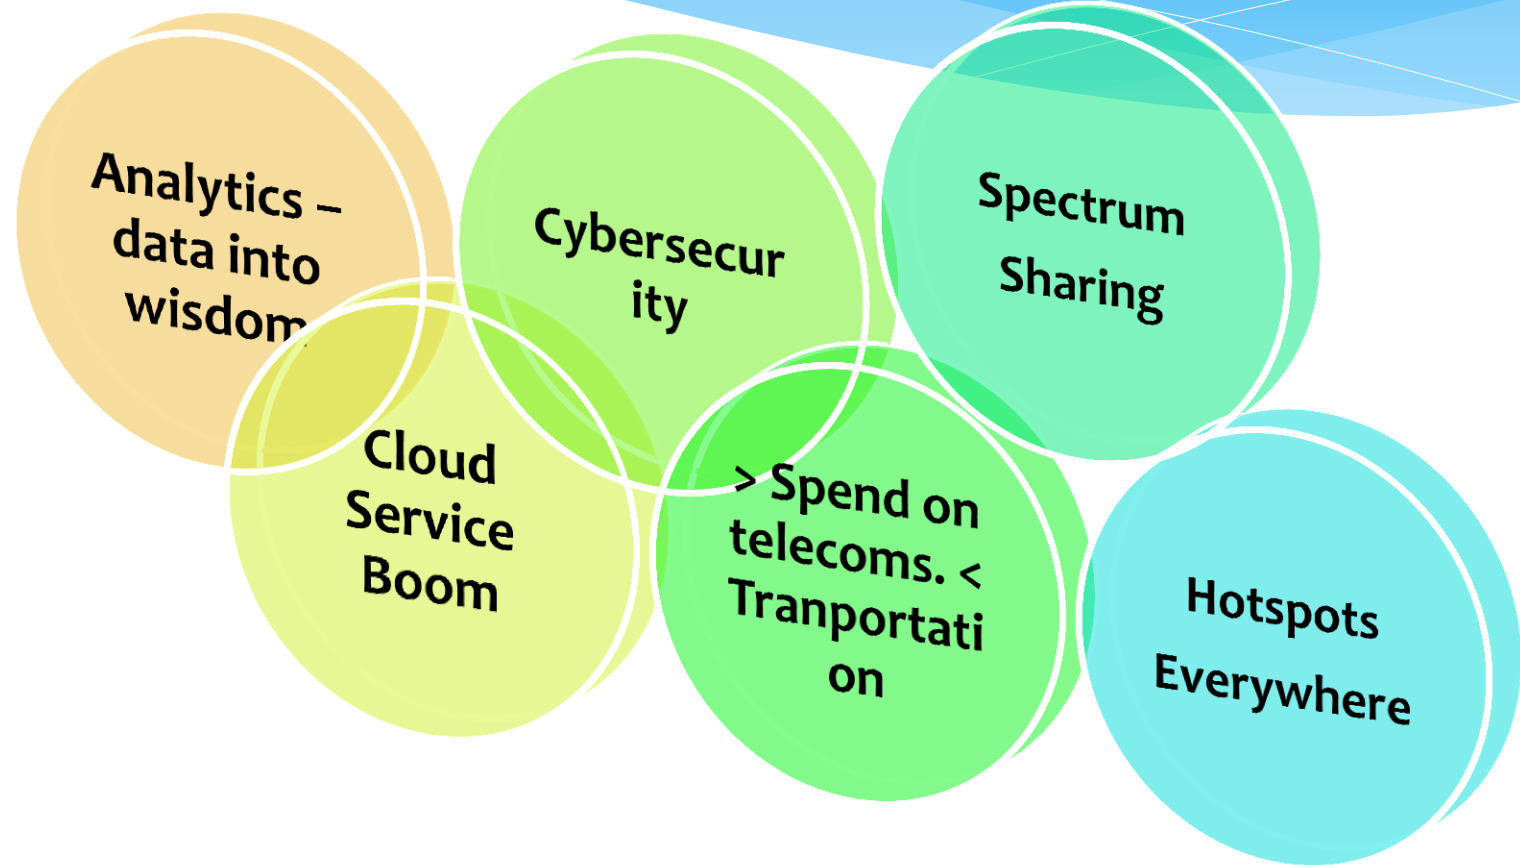 Analytics –
data into
wisdom
Cloud
Service
Boom
Cybersecur
ity
> Spend on
telecoms. <
Tranportati
on
Spectrum
Sharing
Hotspots
Everywhere